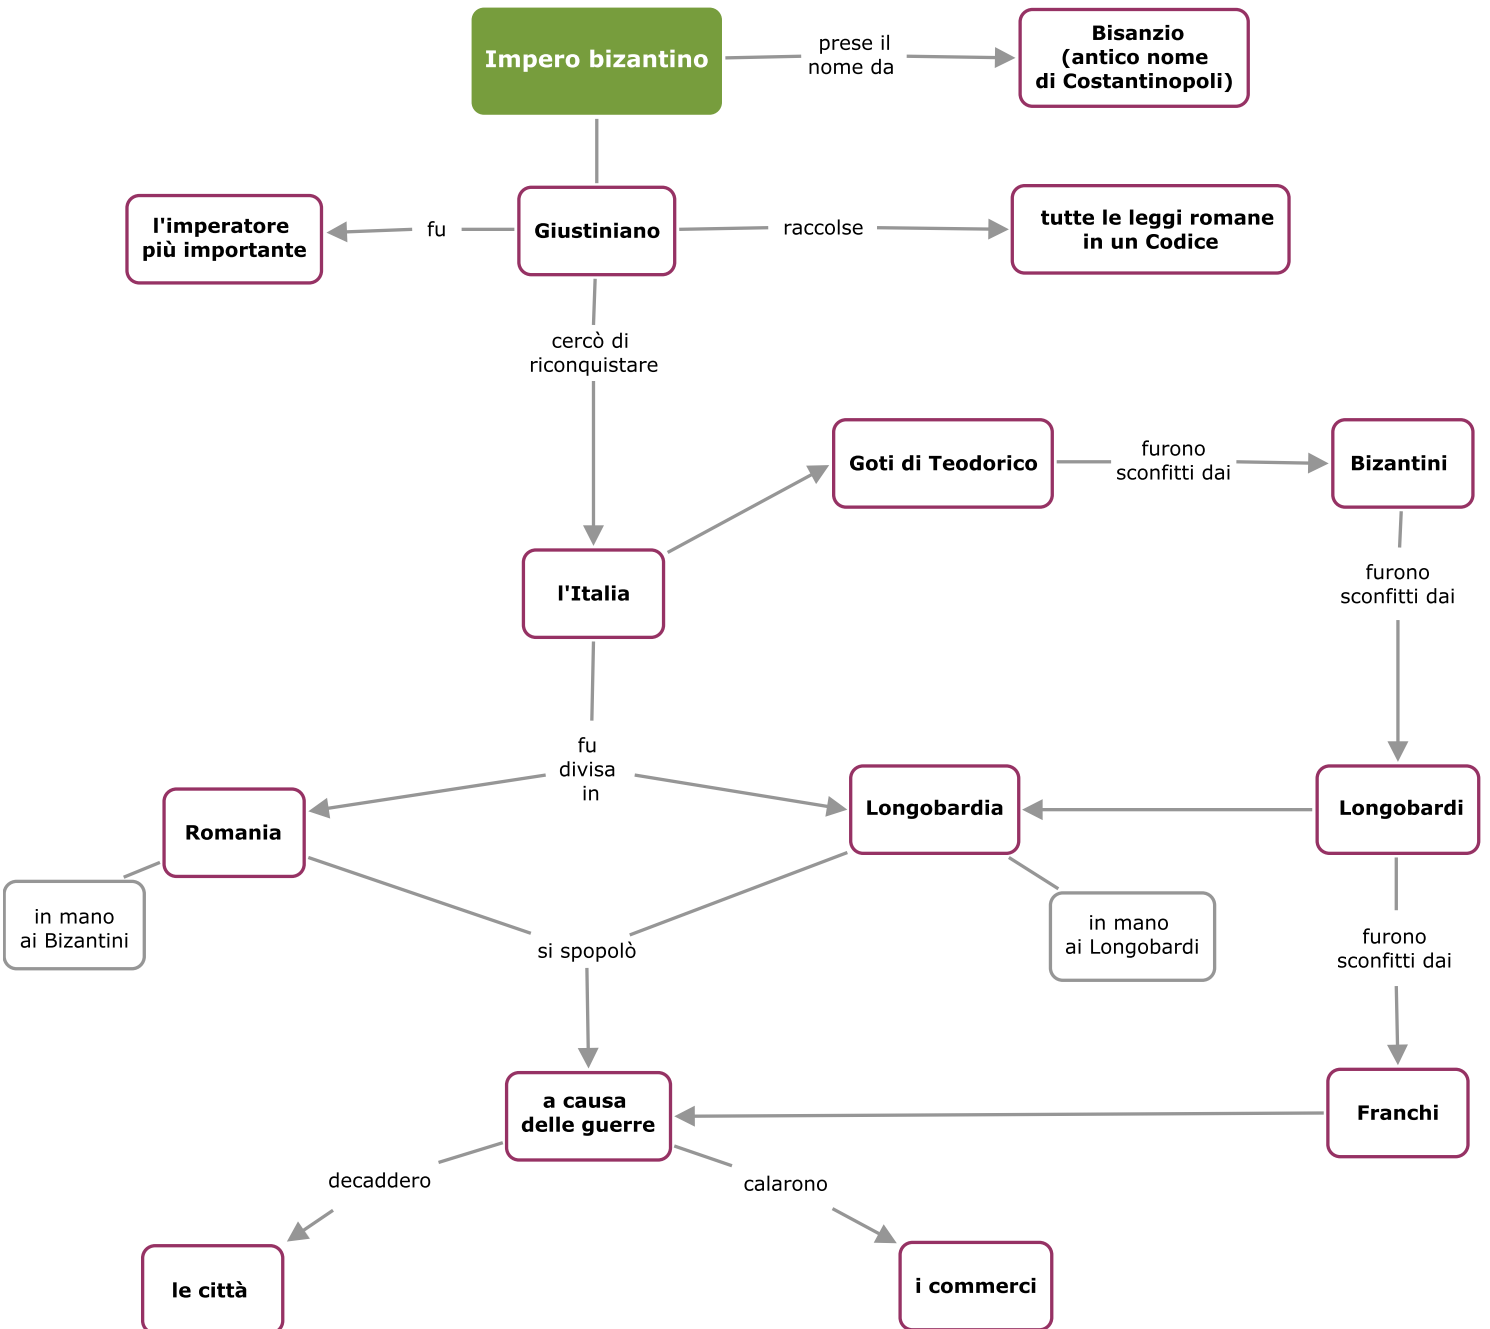 Impero bizantino
prese il
nome da
Bisanzio
(antico nome
di Costantinopoli)
l'imperatore
più importante
fu
Giustiniano
raccolse
tutte le leggi romane
in un Codice
cercò di
riconquistare
Goti di Teodorico
furono
sconfitti dai
Bizantini
l'Italia
furono
sconfitti dai
fu
divisa
in
Romania
Longobardia
Longobardi
in mano
ai Bizantini
si spopolò
in mano
ai Longobardi
furono
sconfitti dai
a causa
delle guerre
Franchi
decaddero
calarono
le città
i commerci